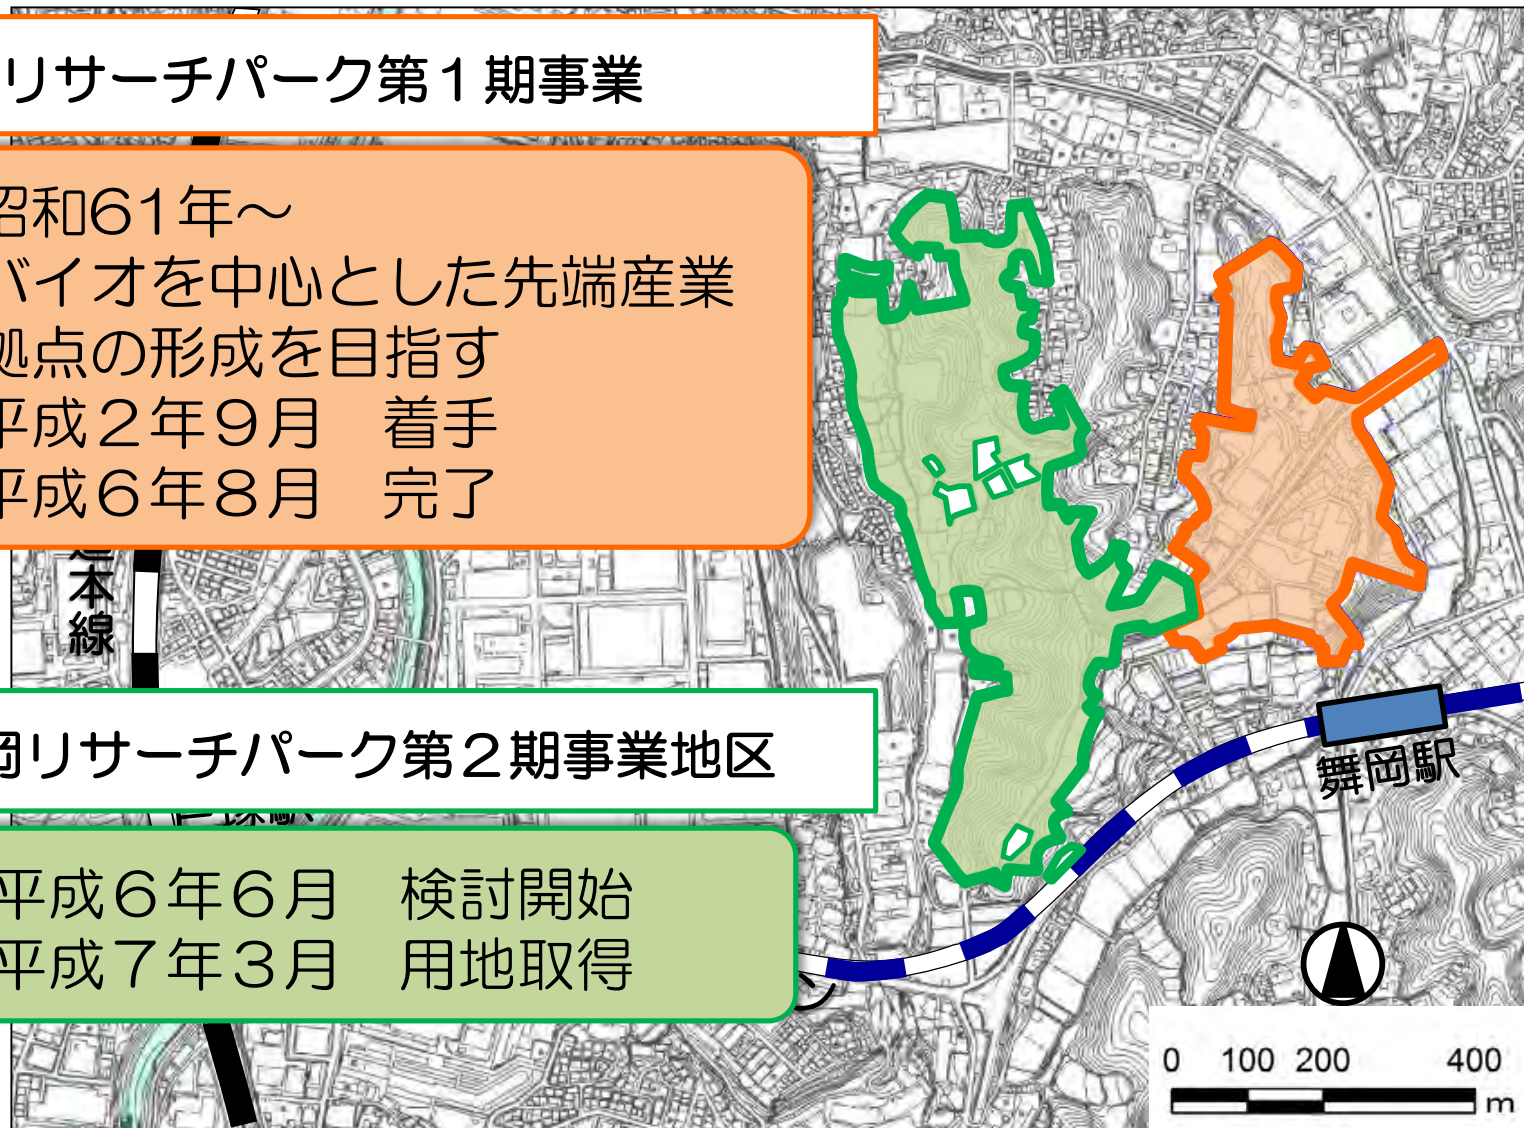 リサーチパーク第１期事業
昭和61年～
バイオを中心とした先端産業
拠点の形成を目指す
平成２年９月　着手
平成６年８月　完了
本線
岡リサーチパーク第２期事業地区
平成６年６月　検討開始
平成７年３月　用地取得
ン
舞岡駅
0 100 200 400
m